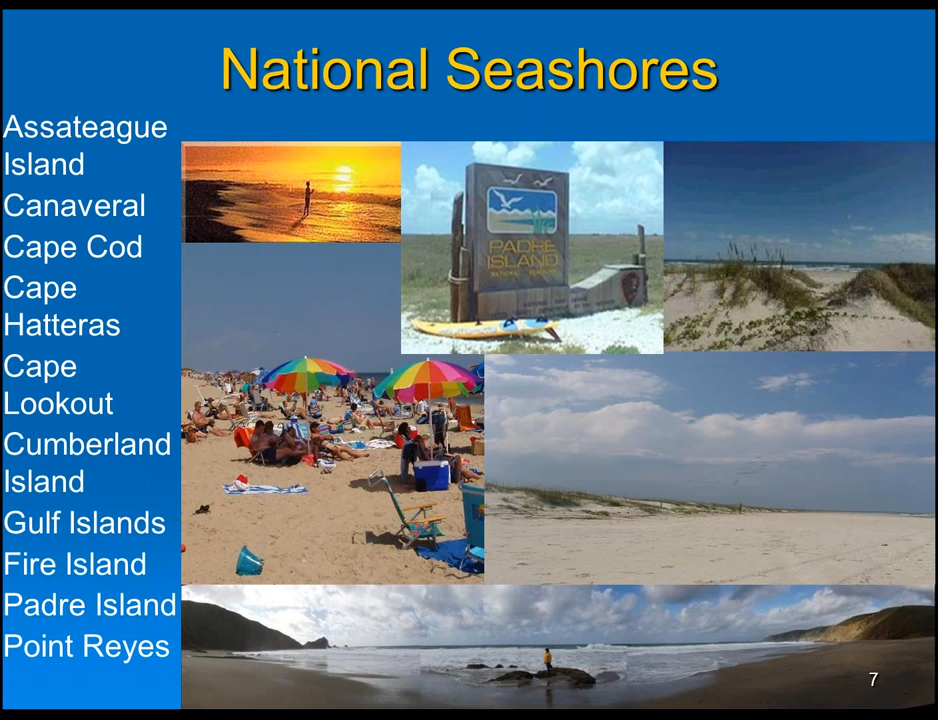 National Seashores
Assateague
Island
Canaveral
Cape Cod
Cape
Hatteras
Cape
Lookout
Cumberland
Island
Gulf Islands
Fire Island
Padre Island
Point Reyes
PADRE
ISLAND
NATIONAL SEASHORE
7